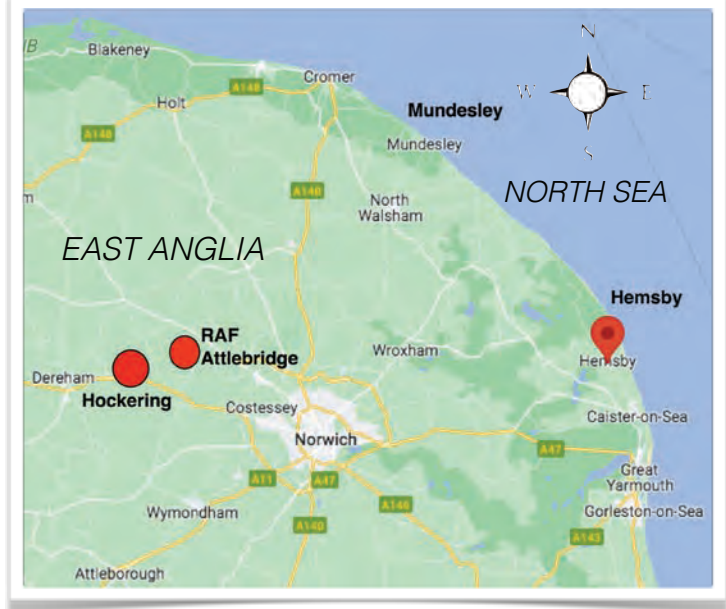 IB
Blakeney
Cromer
A148
Holt
N
W
E
S
Mundesley
Mundesley
A148
NORTH SEA
A140
North
Walsham
m
EAST ANGLIA
Hemsby
RAF
Attlebridge
Wroxham
Hemsby
Dereham
Hockering
Costessey
Caister-on-Sea
Norwich
A47
Great
Yarmouth
A11
A47
A146
Gorleston-on-Sea
Wymondham
A140
A143
Attleborough